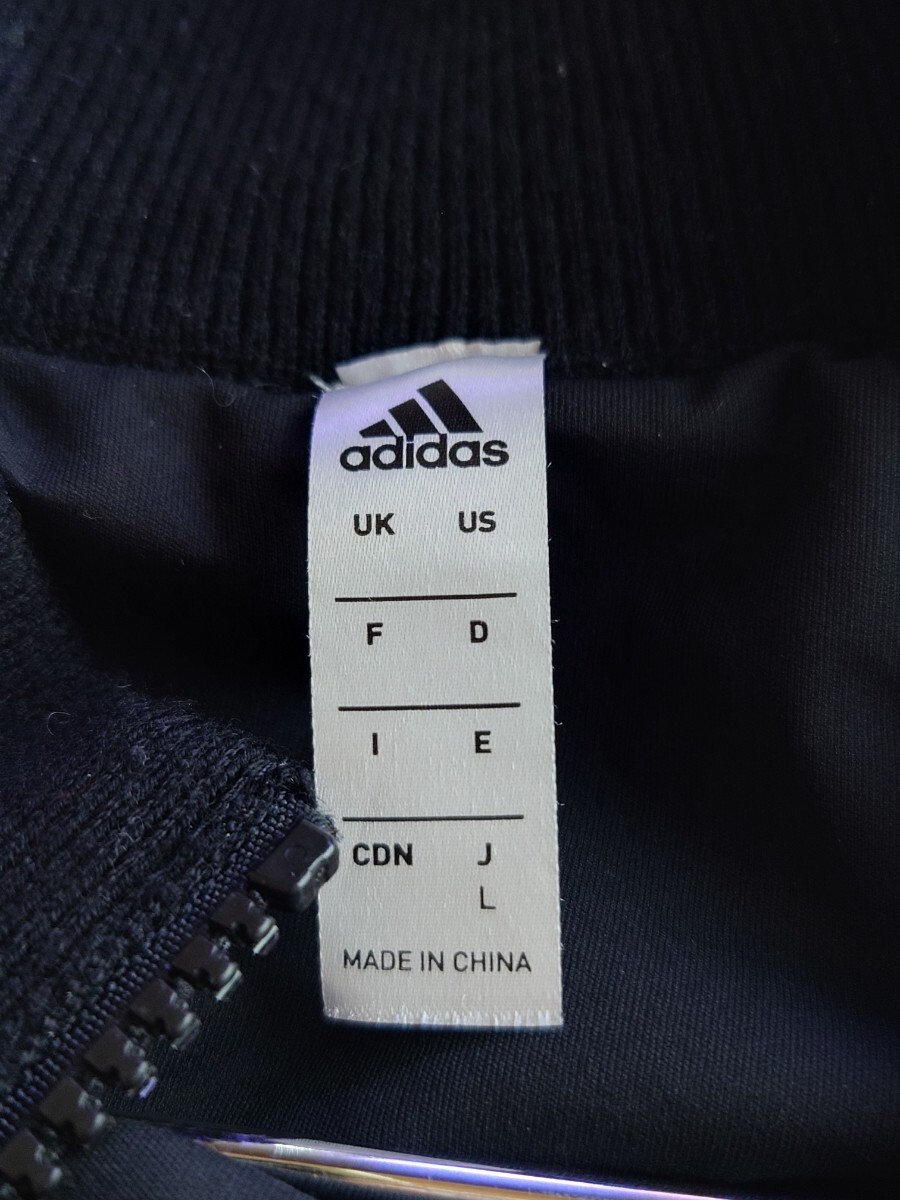 adidas
UK US
F D
I E
CDN J
L
MADE IN CHINA